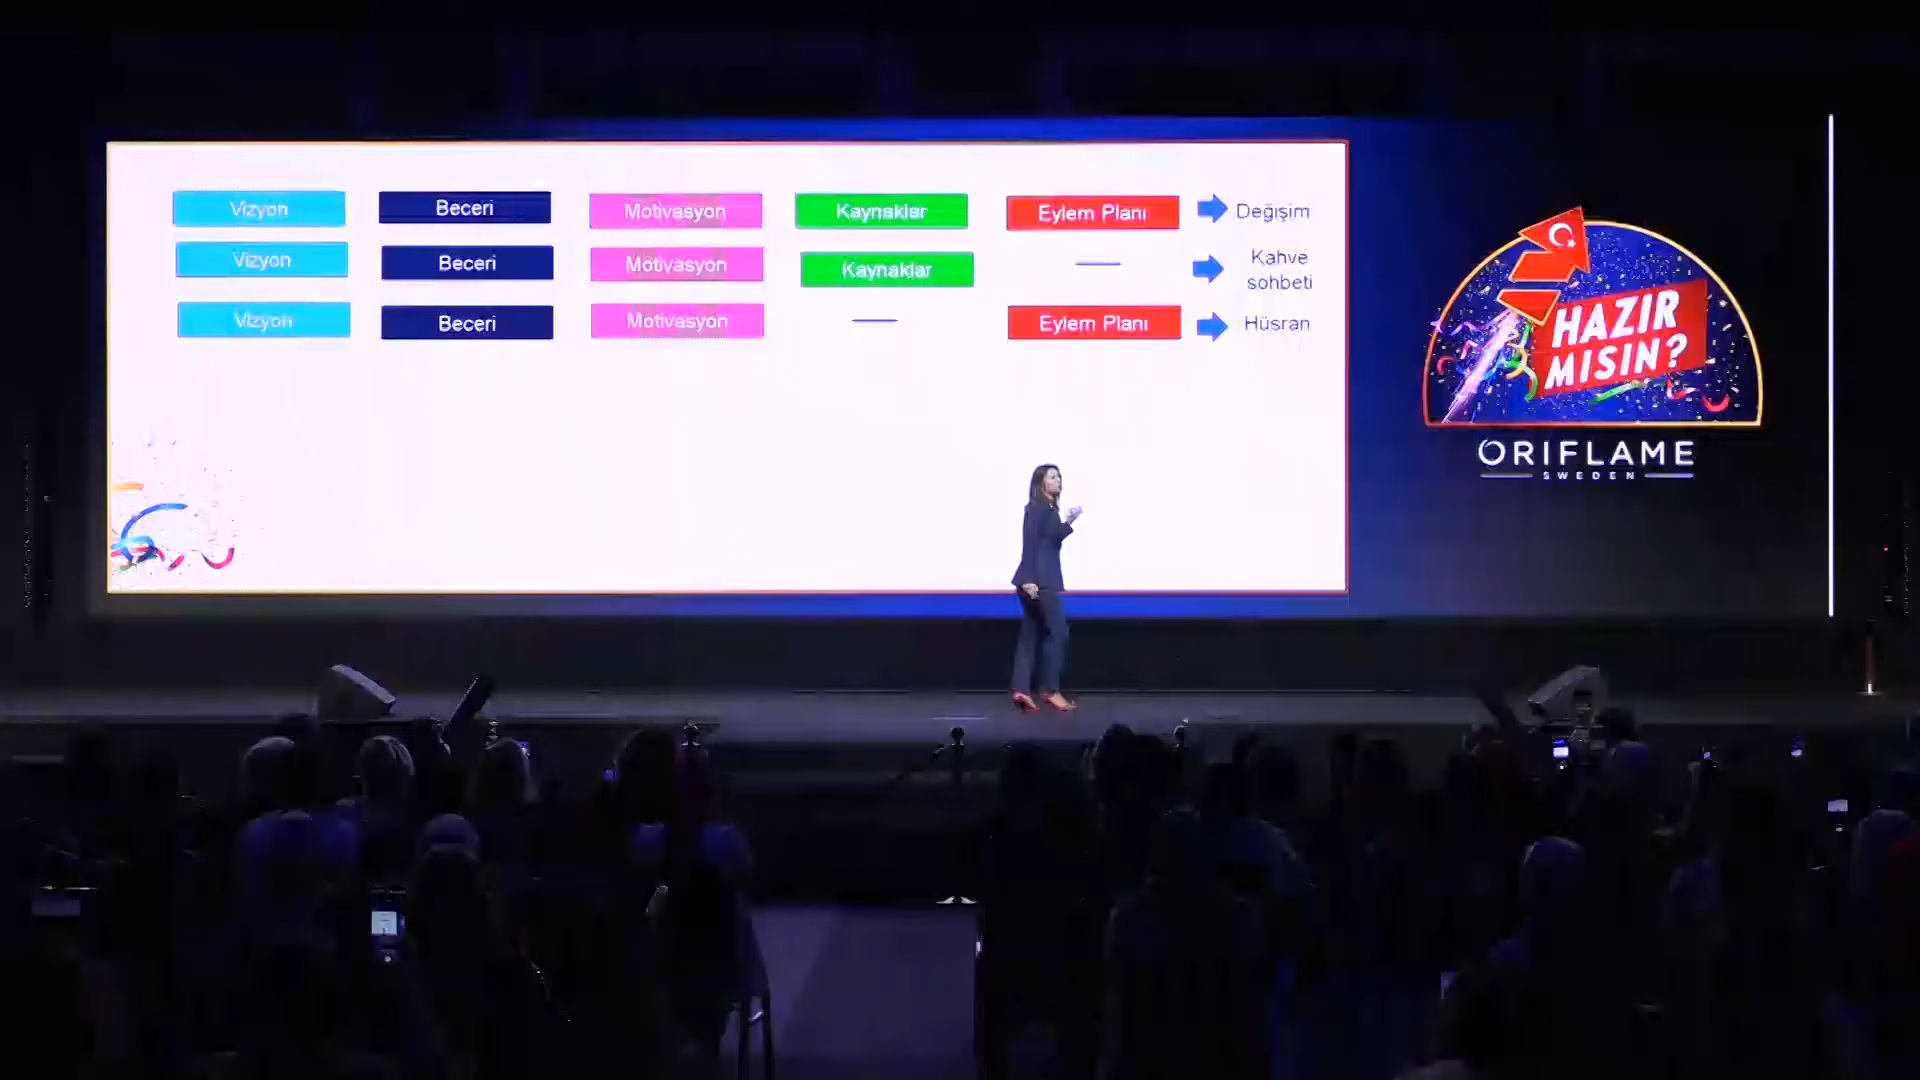 Vizyon Beceri Motivasyon Kaynaklar Eylem Planı Değişim
Vizyon Beceri Motivasyon Kaynaklar — Kahve
sohbeti
Vizyon Beceri Motivasyon — Eylem Planı Hüsran
HAZIR
MISIN?
ORIFLAME
SWEDEN